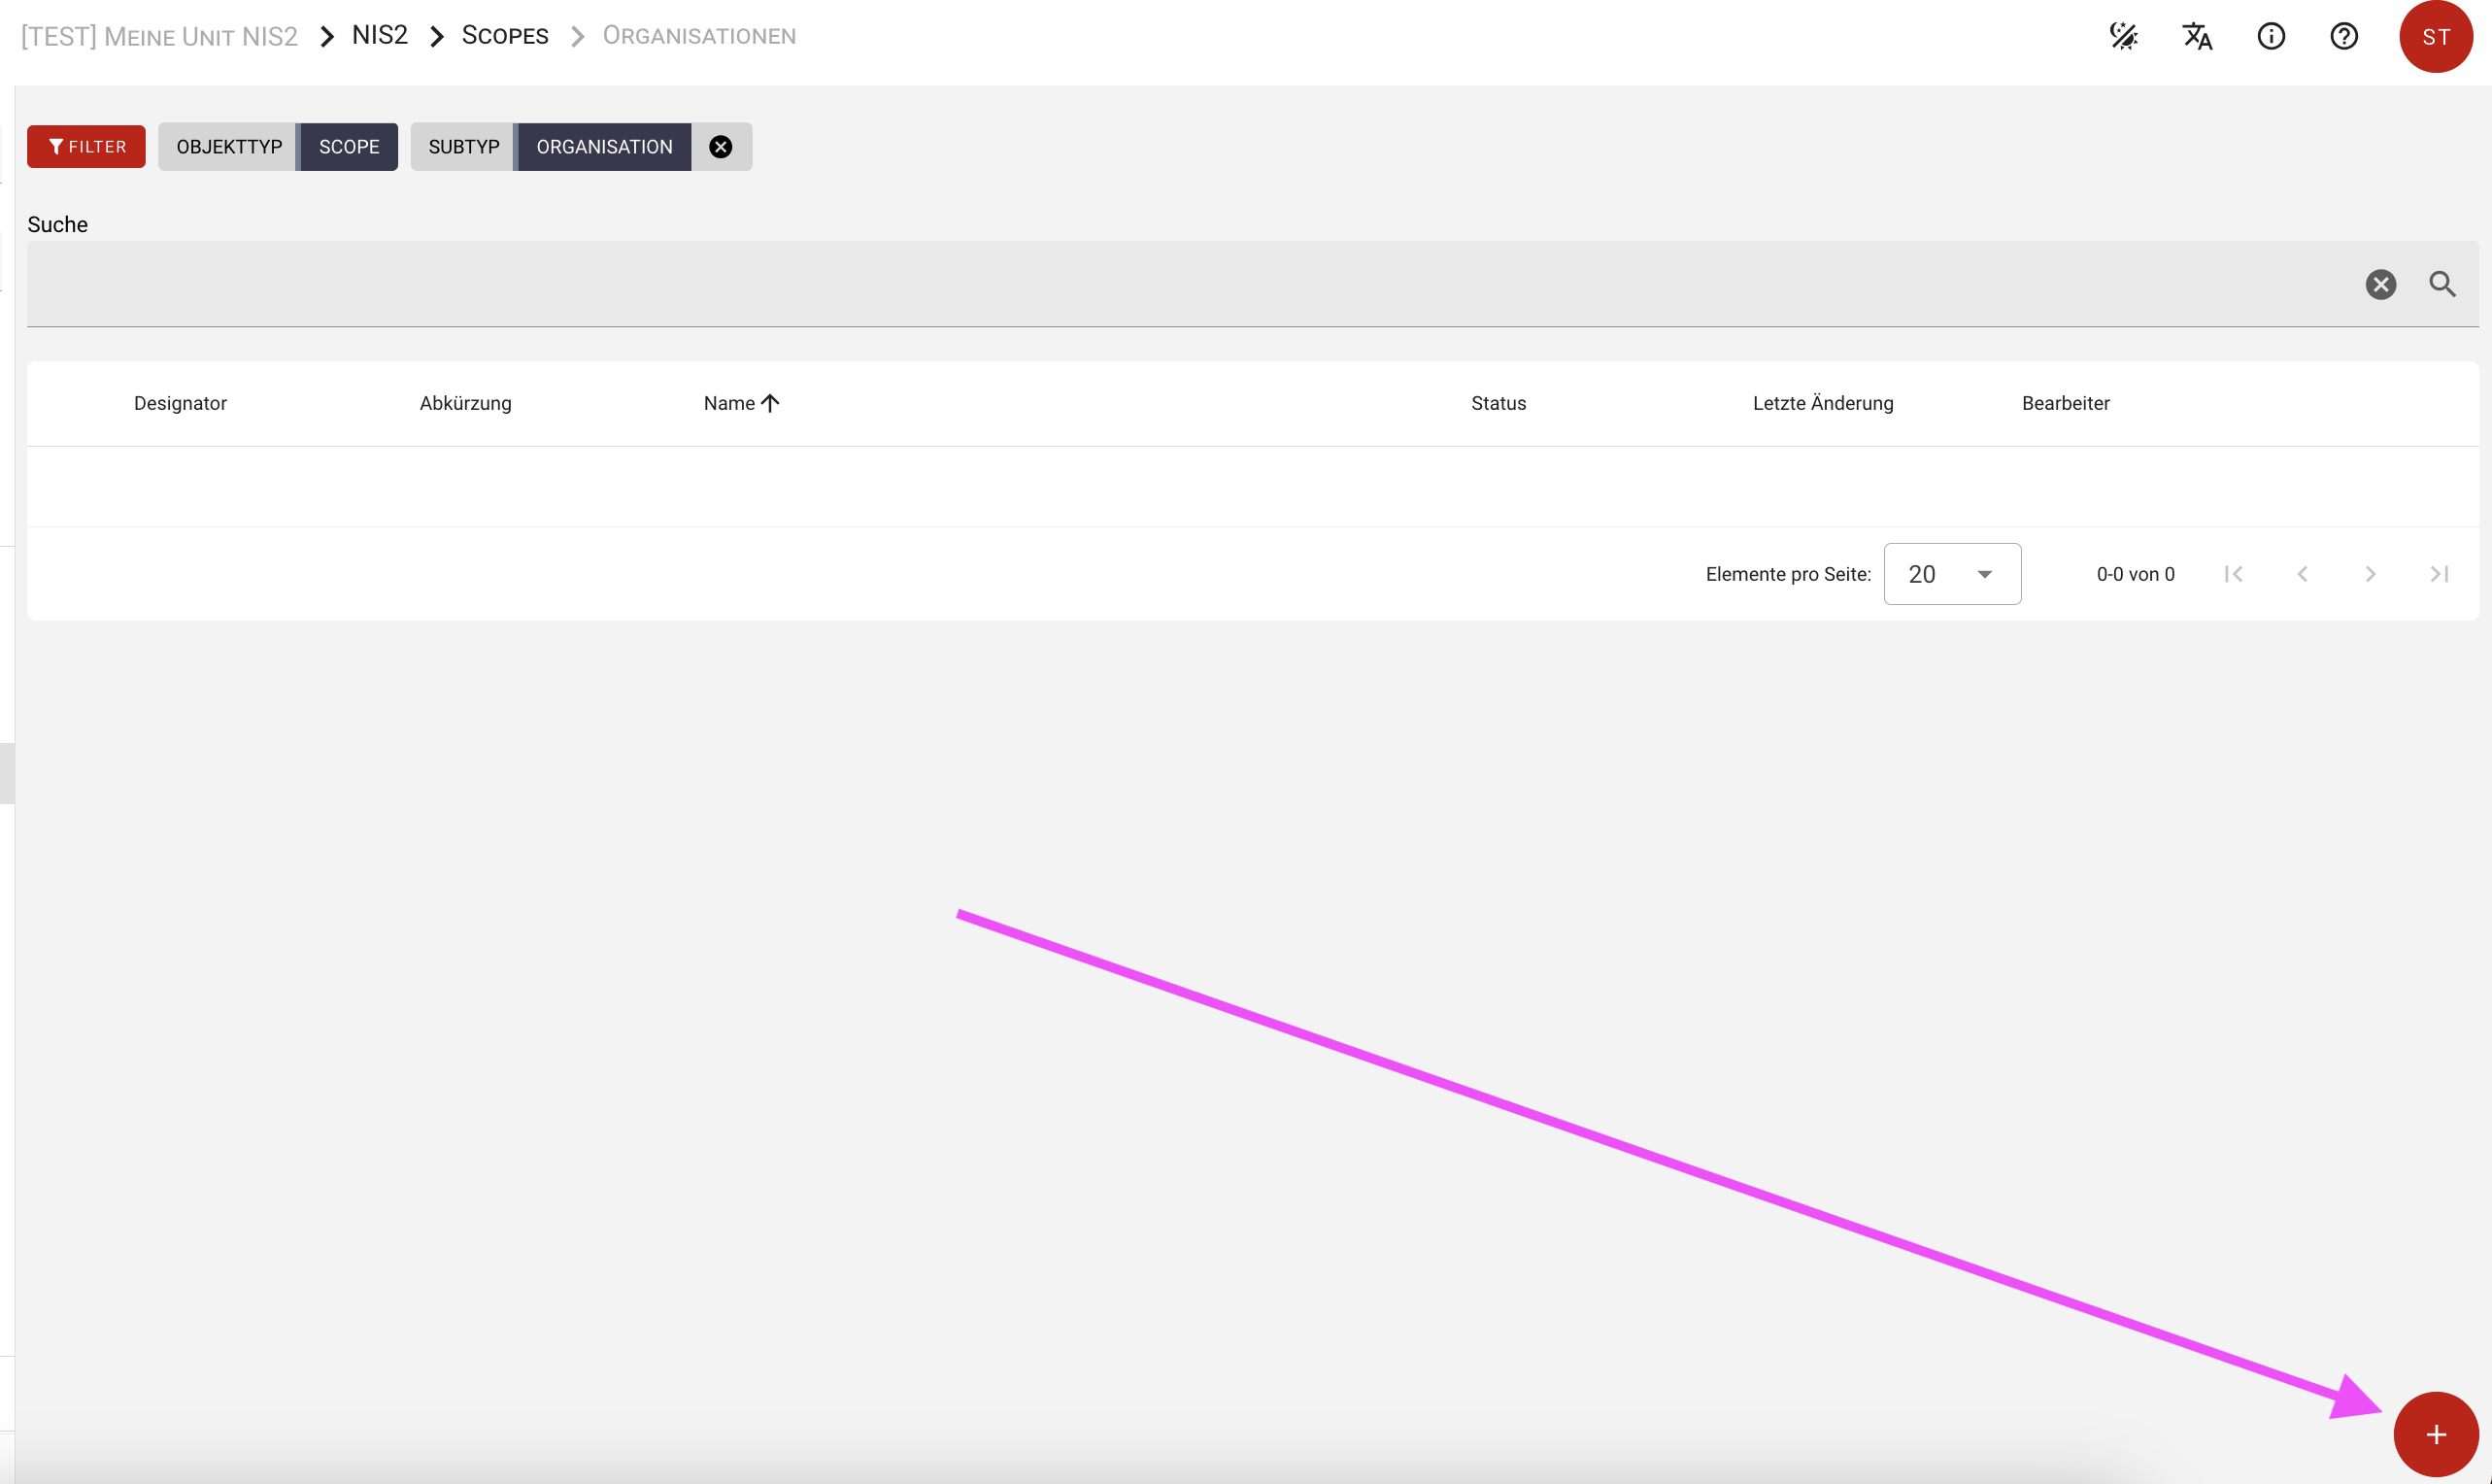 [TEST] Meine Unit NIS2 > NIS2 > Scopes > Organisationen
ST
FILTER
OBJEKTTYP SCOPE
SUBTYP ORGANISATION
Suche
Designator Abkürzung Name Status Letzte Änderung Bearbeiter
Elemente pro Seite: 20 0-0 von 0
+